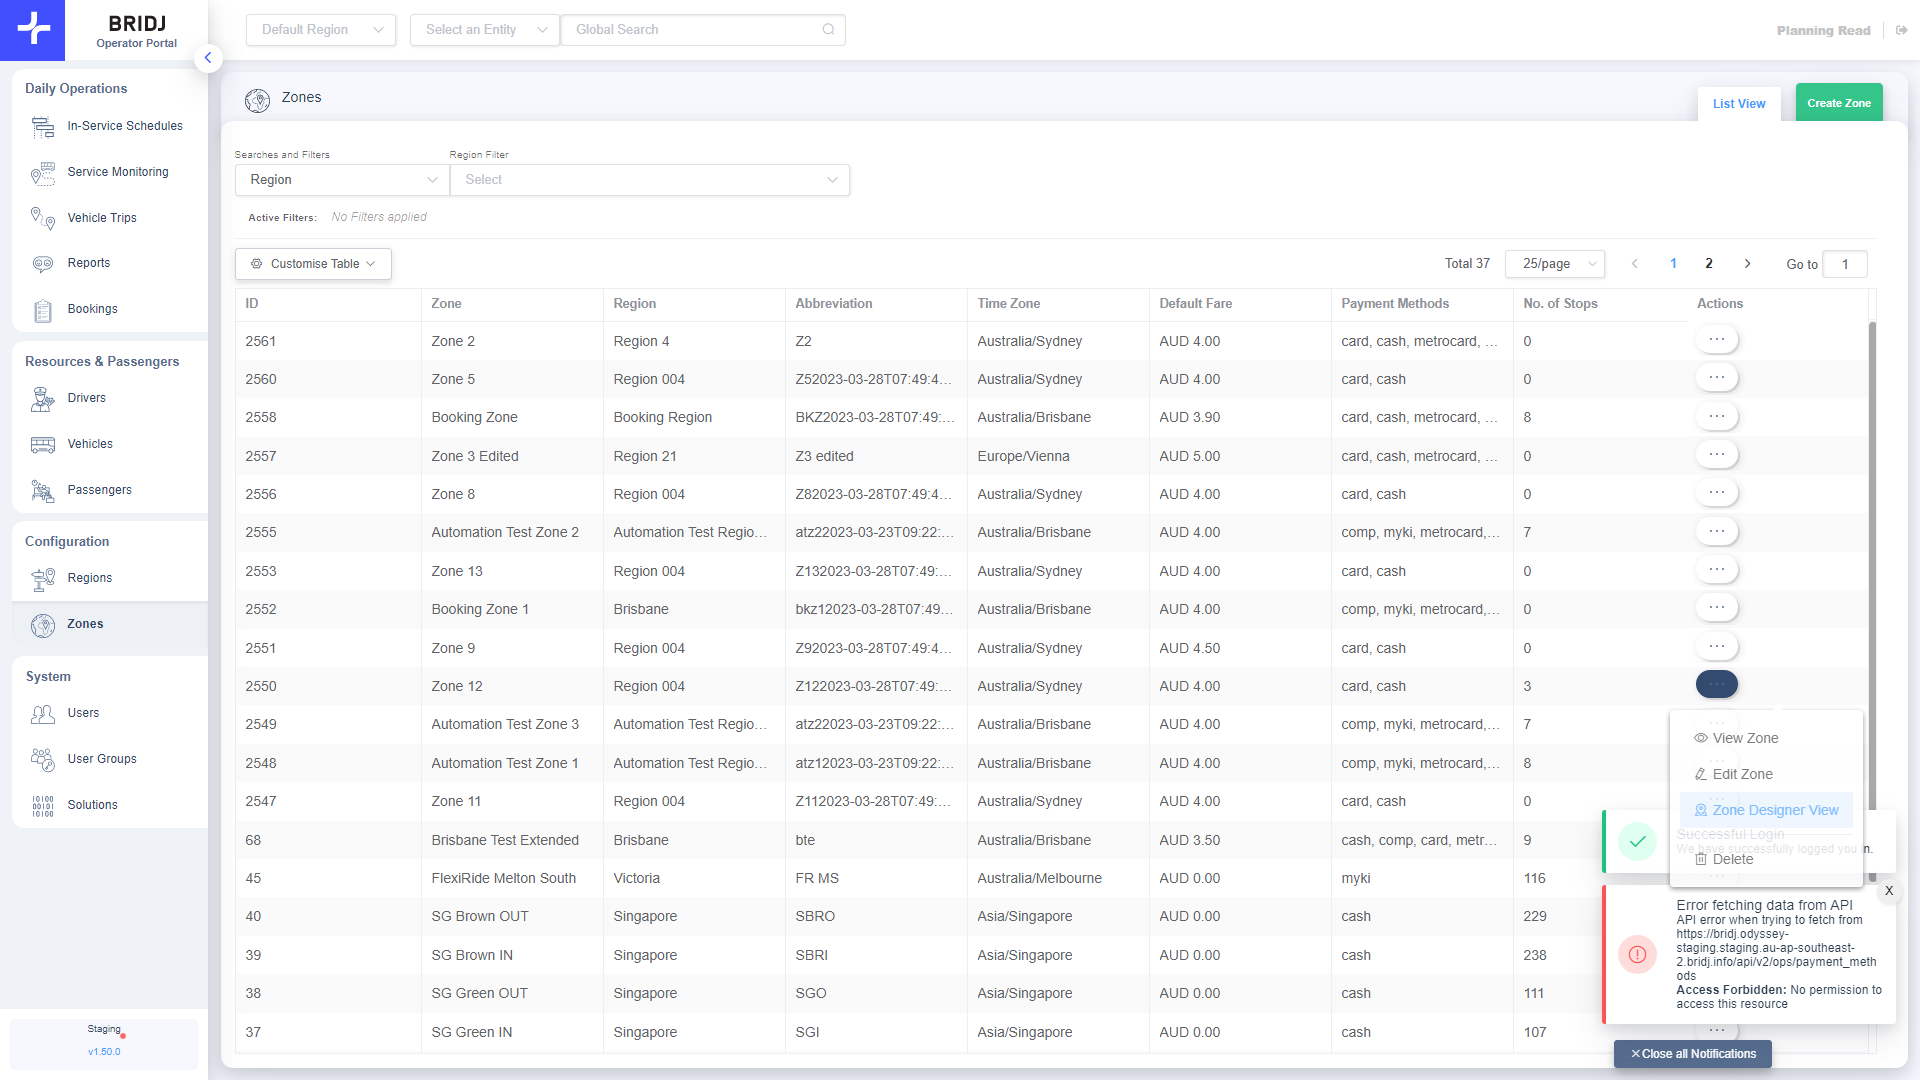 BRIDJ
Operator Portal
Default Region
Select an Entity
Global Search
Planning Read
Daily Operations
In-Service Schedules
Service Monitoring
Vehicle Trips
Reports
Bookings
Resources & Passengers
Drivers
Vehicles
Passengers
Configuration
Regions
Zones
System
Users
User Groups
Solutions
Staging
v1.50.0
Zones
List View
Create Zone
Searches and Filters
Region Filter
Region
Select
Active Filters: No Filters applied
Customise Table
Total 37 25/page 1 2 Go to 1
ID Zone Region Abbreviation Time Zone Default Fare Payment Methods No. of Stops Actions
2561 Zone 2 Region 4 Z2 Australia/Sydney AUD 4.00 card, cash, metrocard, ... 0
2560 Zone 5 Region 004 Z52023-03-28T07:49:4... Australia/Sydney AUD 4.00 card, cash 0
2558 Booking Zone Booking Region BKZ2023-03-28T07:49:... Australia/Brisbane AUD 3.90 card, cash, metrocard, ... 8
2557 Zone 3 Edited Region 21 Z3 edited Europe/Vienna AUD 5.00 card, cash, metrocard, ... 0
2556 Zone 8 Region 004 Z82023-03-28T07:49:4... Australia/Sydney AUD 4.00 card, cash 0
2555 Automation Test Zone 2 Automation Test Regio... atz22023-03-23T09:22:... Australia/Brisbane AUD 4.00 comp, myki, metrocard,... 7
2553 Zone 13 Region 004 Z132023-03-28T07:49:... Australia/Sydney AUD 4.00 card, cash 0
2552 Booking Zone 1 Brisbane bkz12023-03-28T07:49... Australia/Brisbane AUD 4.00 comp, myki, metrocard,... 0
2551 Zone 9 Region 004 Z92023-03-28T07:49:4... Australia/Sydney AUD 4.50 card, cash 0
2550 Zone 12 Region 004 Z122023-03-28T07:49:... Australia/Sydney AUD 4.00 card, cash 3
2549 Automation Test Zone 3 Automation Test Regio... atz22023-03-23T09:22:... Australia/Brisbane AUD 4.00 comp, myki, metrocard,... 7
2548 Automation Test Zone 1 Automation Test Regio... atz12023-03-23T09:22:... Australia/Brisbane AUD 4.00 comp, myki, metrocard,... 8
2547 Zone 11 Region 004 Z112023-03-28T07:49:... Australia/Sydney AUD 4.00 card, cash 0
68 Brisbane Test Extended Brisbane bte Australia/Brisbane AUD 3.50 cash, comp, card, metr... 9
45 FlexiRide Melton South Victoria FR MS Australia/Melbourne AUD 0.00 myki 116
40 SG Brown OUT Singapore SBRO Asia/Singapore AUD 0.00 cash 229
39 SG Brown IN Singapore SBRI Asia/Singapore AUD 0.00 cash 238
38 SG Green OUT Singapore SGO Asia/Singapore AUD 0.00 cash 111
37 SG Green IN Singapore SGI Asia/Singapore AUD 0.00 cash 107
View Zone
Edit Zone
Zone Designer View
Delete
Successful Login
We have successfully logged you in.
X
Error fetching data from API
API error when trying to fetch from
https://bridj.odyssey-
staging.staging.au-ap-southeast-
2.bridj.info/api/v2/ops/payment_meth
ods
Access Forbidden: No permission to
access this resource
Close all Notifications